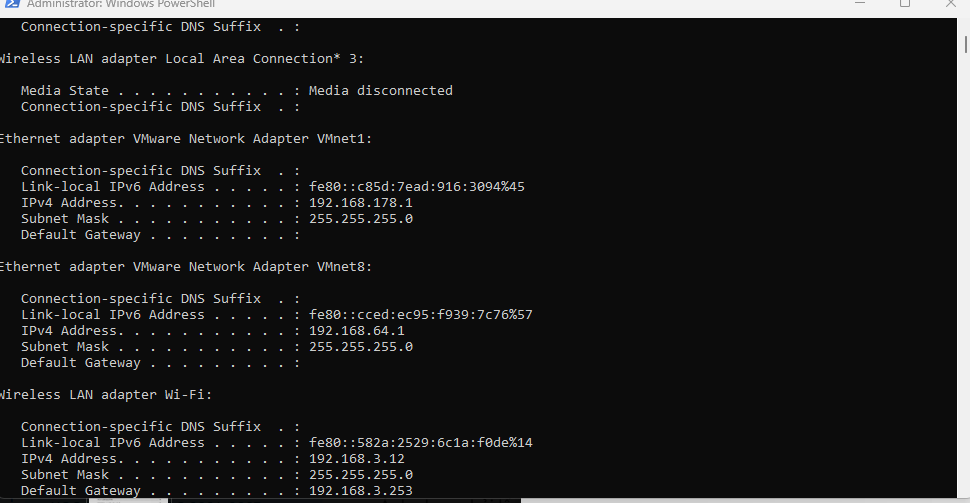 Administrator: Windows PowerShell
Connection-specific DNS Suffix  . :
Wireless LAN adapter Local Area Connection* 3:
Media State . . . . . . . . . . . : Media disconnected
Connection-specific DNS Suffix  . :
Ethernet adapter VMware Network Adapter VMnet1:
Connection-specific DNS Suffix  . :
Link-local IPv6 Address . . . . . : fe80::c85d:7ead:916:3094%45
IPv4 Address. . . . . . . . . . . : 192.168.178.1
Subnet Mask . . . . . . . . . . . : 255.255.255.0
Default Gateway . . . . . . . . . :
Ethernet adapter VMware Network Adapter VMnet8:
Connection-specific DNS Suffix  . :
Link-local IPv6 Address . . . . . : fe80::cced:ec95:f939:7c76%57
IPv4 Address. . . . . . . . . . . : 192.168.64.1
Subnet Mask . . . . . . . . . . . : 255.255.255.0
Default Gateway . . . . . . . . . :
Wireless LAN adapter Wi-Fi:
Connection-specific DNS Suffix  . :
Link-local IPv6 Address . . . . . : fe80::582a:2529:6c1a:f0de%14
IPv4 Address. . . . . . . . . . . : 192.168.3.12
Subnet Mask . . . . . . . . . . . : 255.255.255.0
Default Gateway . . . . . . . . . : 192.168.3.253